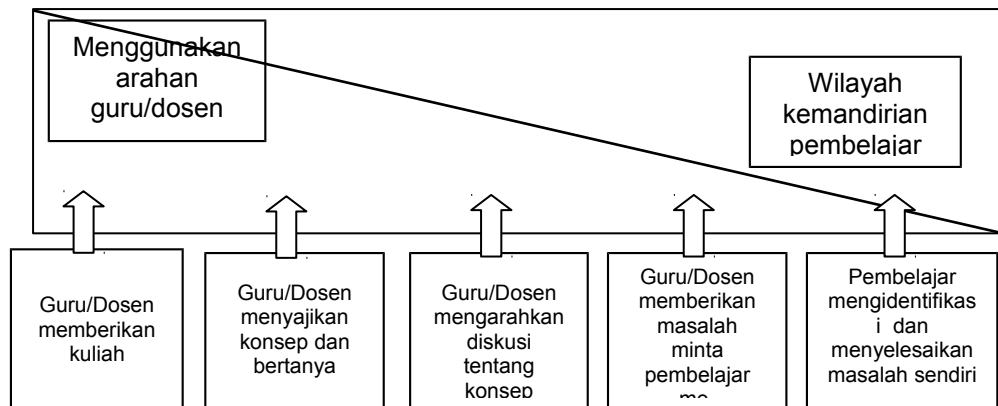 Menggunakan
arahan
guru/dosen
Wilayah
kemandirian
pembelajar
Guru/Dosen
memberikan
kuliah
Guru/Dosen
menyajikan
konsep dan
bertanya
Guru/Dosen
mengarahkan
diskusi
tentang
konsep
Guru/Dosen
memberikan
masalah
minta
pembelajar
Pembelajar
mengidentifikas
i dan
menyelesaikan
masalah sendiri